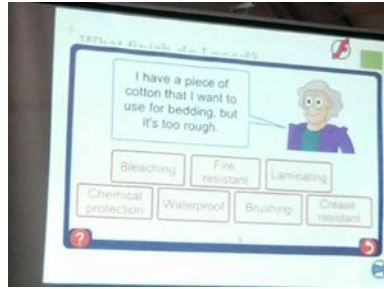 What finish do I need?
I have a piece of
cotton that I want to
use for bedding, but
it's too rough.
Bleaching
Fire
resistant
Laminating
Chemical
protection
Waterproof
Brushing
Crease
resistant
?